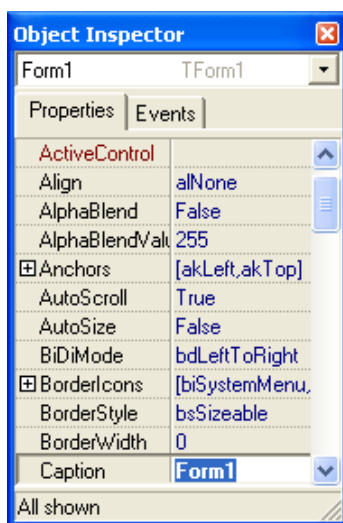 Object Inspector
Form1 TForm1
Properties Events
ActiveControl
Align alNone
AlphaBlend False
AlphaBlendValu 255
Anchors [akLeft,akTop]
AutoScroll True
AutoSize False
BiDiMode bdLeftToRight
BorderIcons [biSystemMenu,
BorderStyle bsSizeable
BorderWidth 0
Caption Form1
All shown